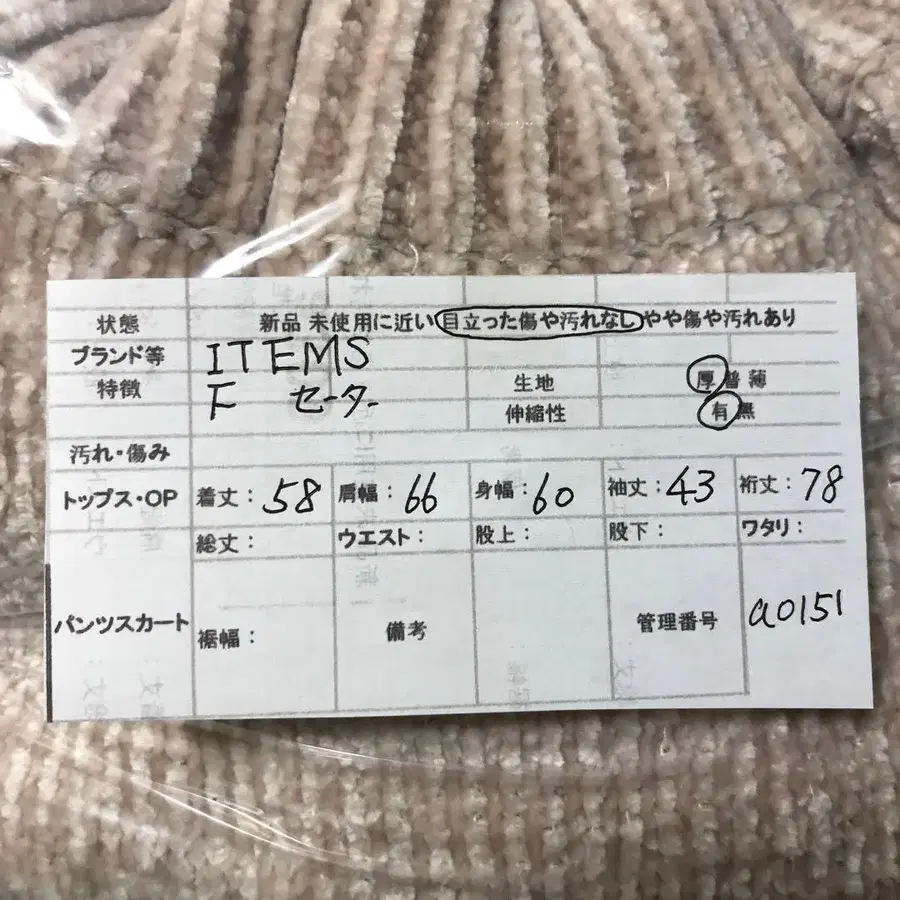 状態 新品 未使用に近い 目立った傷や汚れなし やや傷や汚れあり
ブランド等 ITEMS
特徴 F セーター 生地 厚 普 薄
伸縮性 有 無
汚れ・傷み
トップス・OP 着丈：58 肩幅：66 身幅：60 袖丈：43 裄丈：78
総丈： ウエスト： 股上： 股下： ワタリ：
パンツスカート 裾幅： 備考 管理番号 a0151